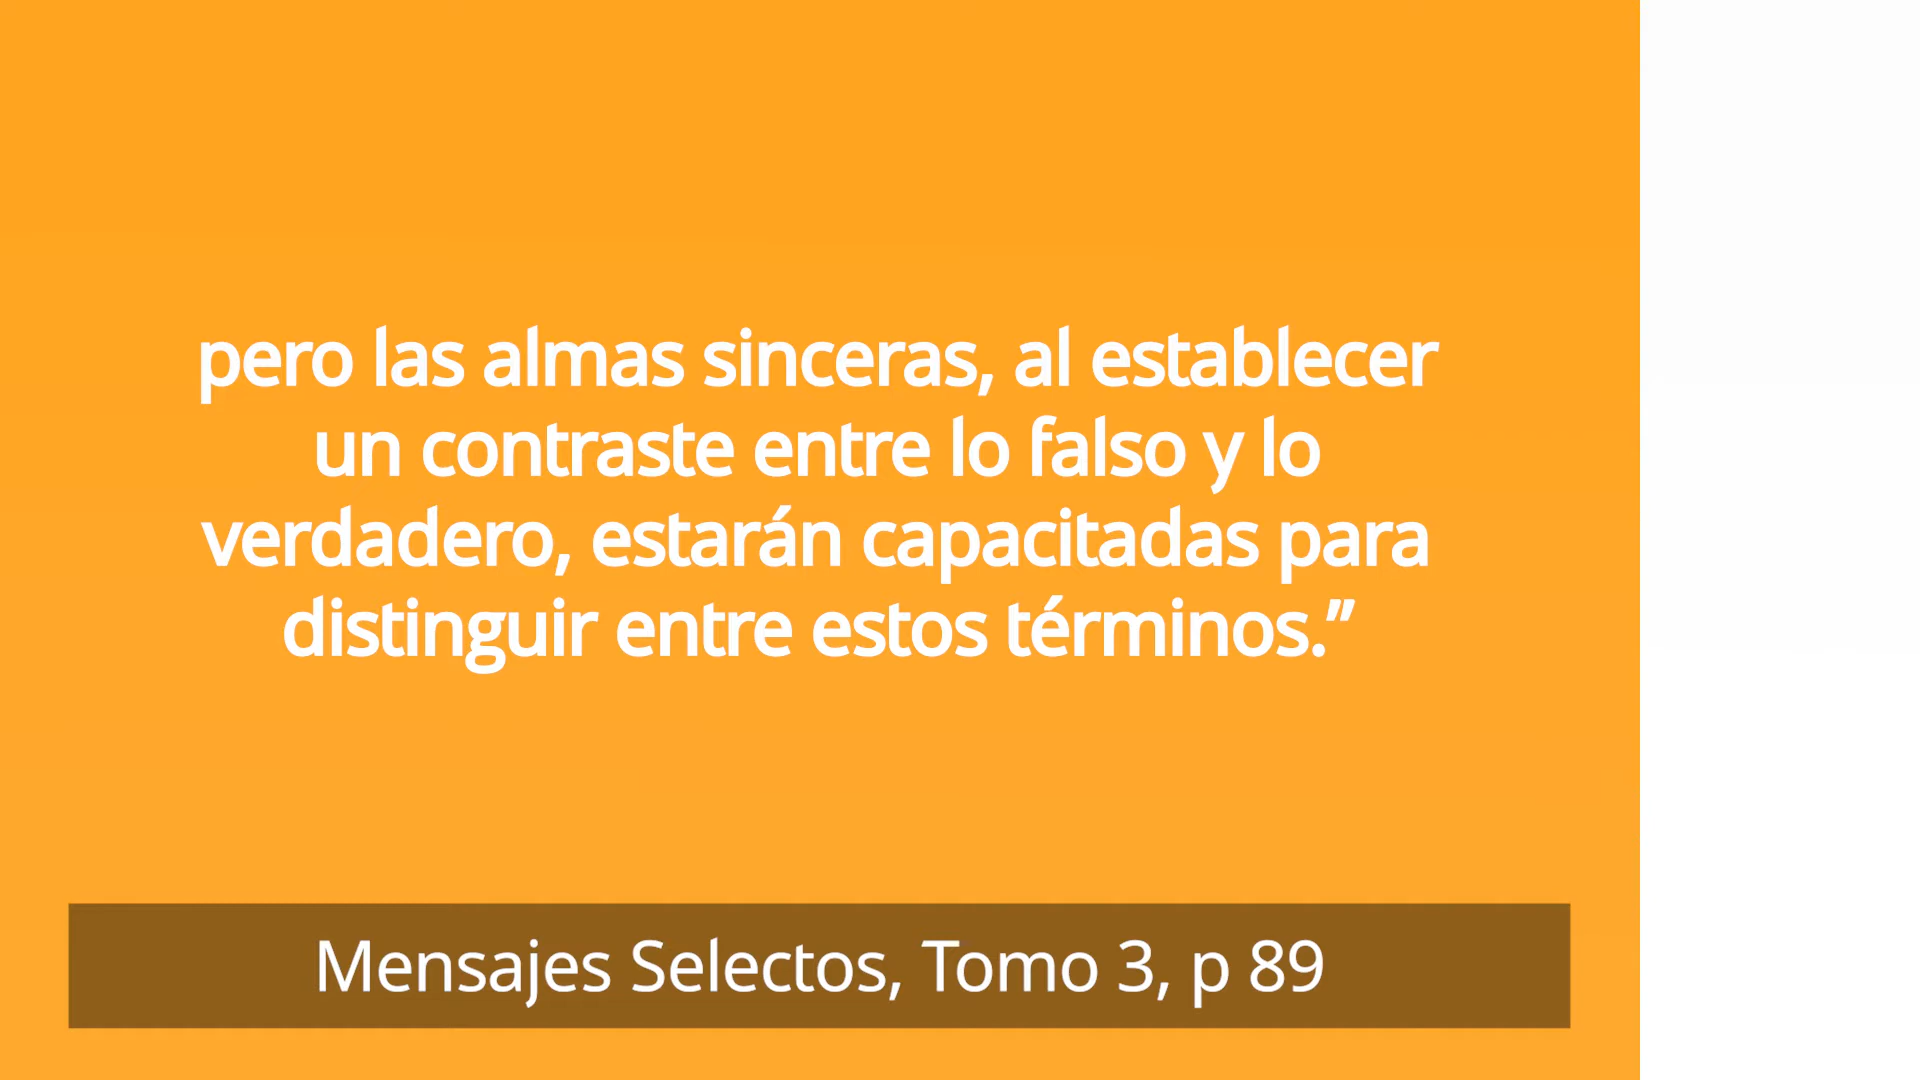 pero las almas sinceras, al establecer
un contraste entre lo falso y lo
verdadero, estarán capacitadas para
distinguir entre estos términos.”
Mensajes Selectos, Tomo 3, p 89